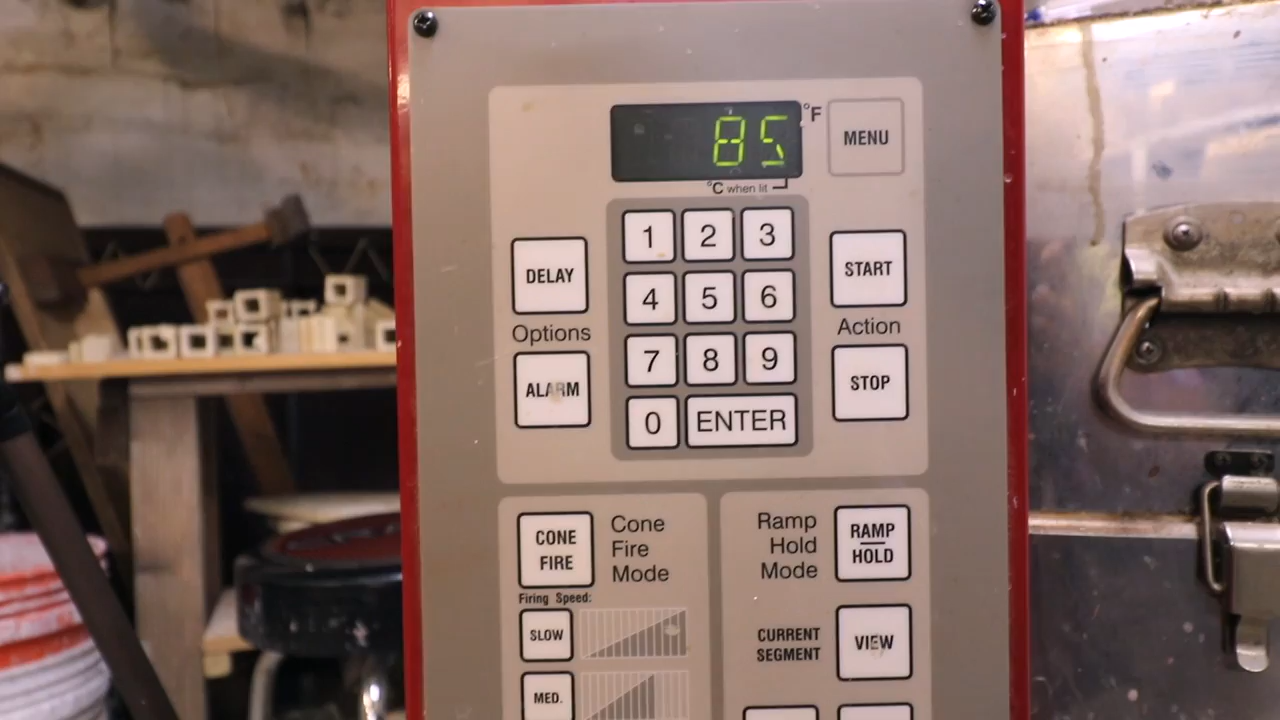 85
°F
MENU
°C when lit
1 2 3
DELAY
START
4 5 6
Options
Action
7 8 9
ALARM
STOP
0 ENTER
CONE
FIRE
Cone
Fire
Mode
Ramp
Hold
Mode
RAMP
HOLD
Firing Speed:
SLOW
CURRENT
SEGMENT
VIEW
MED.